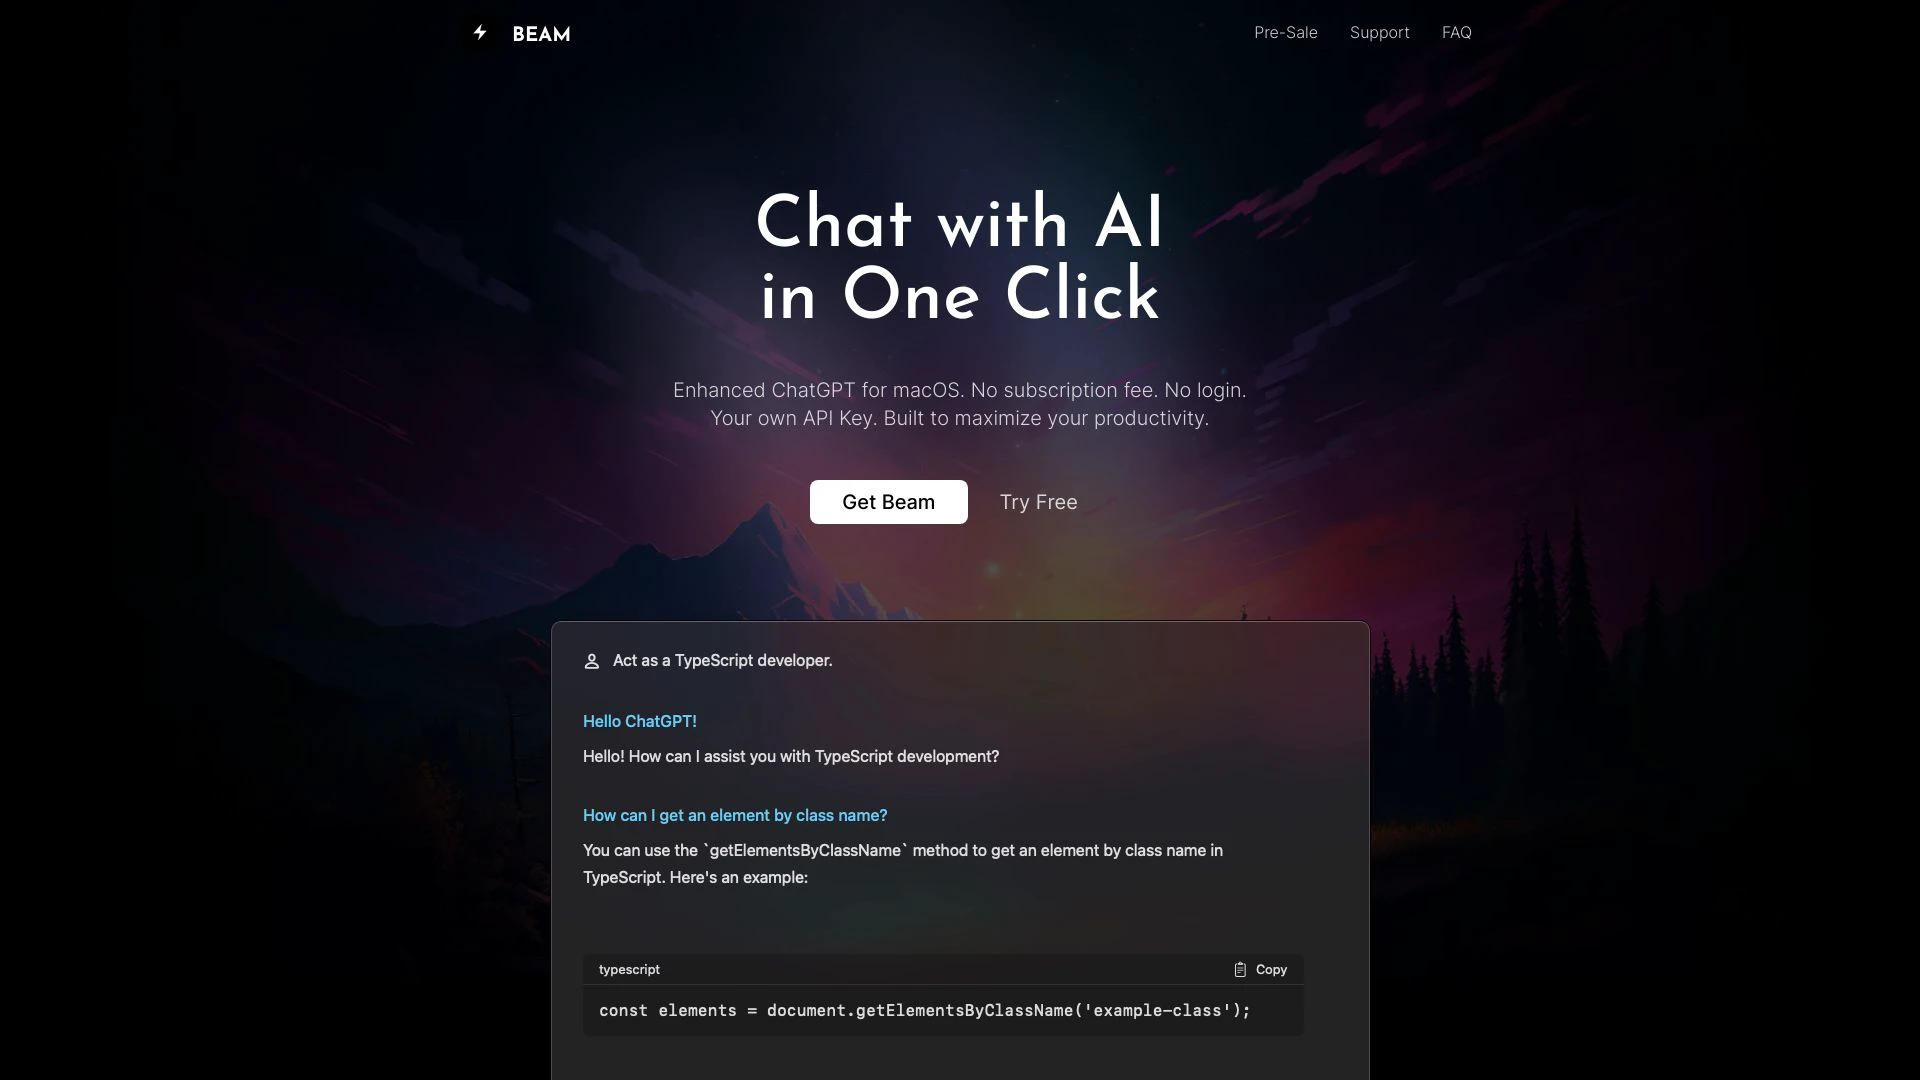 BEAM
Pre-Sale
Support
FAQ
Chat with AI
in One Click
Enhanced ChatGPT for macOS. No subscription fee. No login.
Your own API Key. Built to maximize your productivity.
Get Beam
Try Free
Act as a TypeScript developer.
Hello ChatGPT!
Hello! How can I assist you with TypeScript development?
How can I get an element by class name?
You can use the `getElementsByClassName` method to get an element by class name in
TypeScript. Here's an example:
typescript
Copy
const elements = document.getElementsByClassName('example-class');